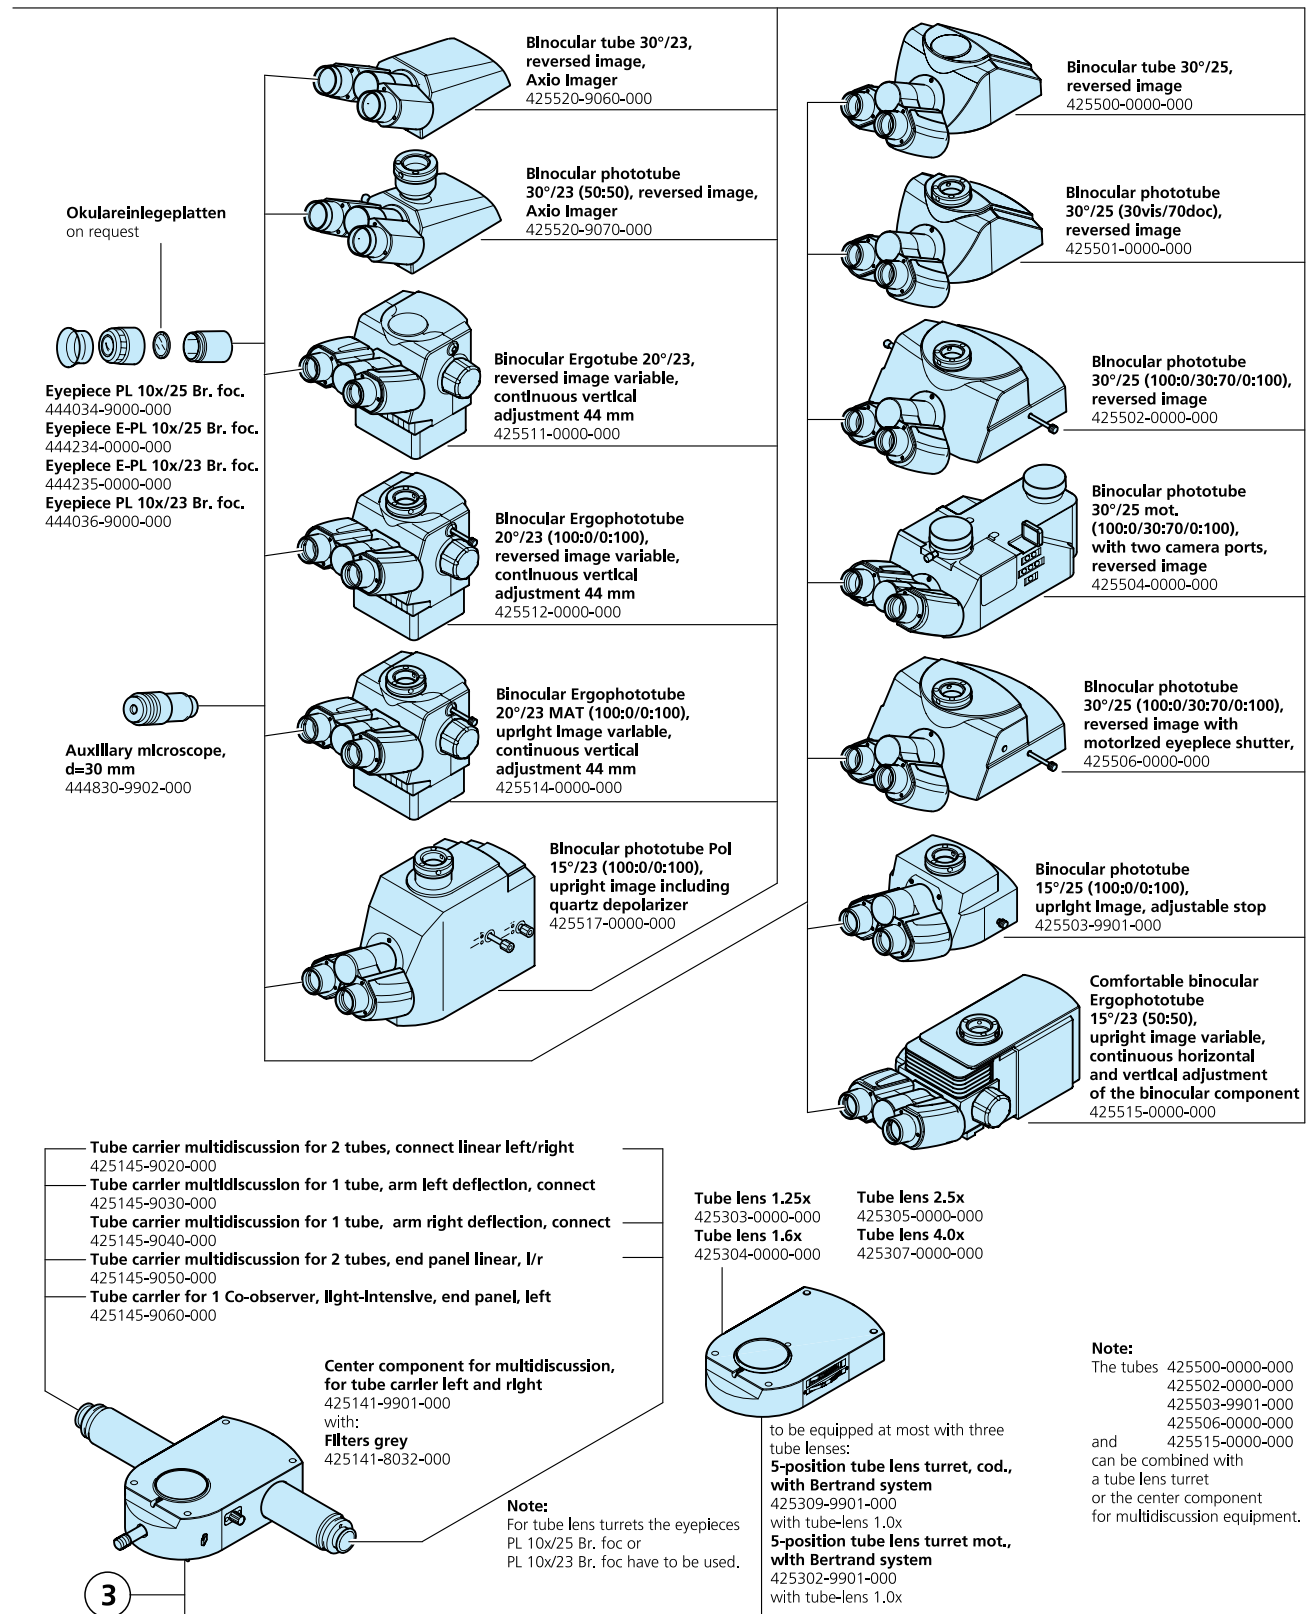 Binocular tube 30°/23,
reversed image,
Axio Imager
425520-9060-000
Binocular phototube
30°/23 (50:50), reversed image,
Axio Imager
425520-9070-000
Okulareinlegeplatten
on request
Eyepiece PL 10x/25 Br. foc.
444034-9000-000
Eyepiece E-PL 10x/25 Br. foc.
444234-0000-000
Eyepiece E-PL 10x/23 Br. foc.
444235-0000-000
Eyepiece PL 10x/23 Br. foc.
444036-9000-000
Binocular Ergotube 20°/23,
reversed image variable,
continuous vertical
adjustment 44 mm
425511-0000-000
Binocular Ergophototube
20°/23 (100:0/0:100),
reversed image variable,
continuous vertical
adjustment 44 mm
425512-0000-000
Auxiliary microscope,
d=30 mm
444830-9902-000
Binocular Ergophototube
20°/23 MAT (100:0/0:100),
upright image variable,
continuous vertical
adjustment 44 mm
425514-0000-000
Binocular phototube Pol
15°/23 (100:0/0:100),
upright image including
quartz depolarizer
425517-0000-000
Binocular tube 30°/25,
reversed image
425500-0000-000
Binocular phototube
30°/25 (30vis/70doc),
reversed image
425501-0000-000
Binocular phototube
30°/25 (100:0/30:70/0:100),
reversed image
425502-0000-000
Binocular phototube
30°/25 mot.
(100:0/30:70/0:100),
with two camera ports,
reversed image
425504-0000-000
Binocular phototube
30°/25 (100:0/30:70/0:100),
reversed image with
motorized eyepiece shutter,
425506-0000-000
Binocular phototube
15°/25 (100:0/0:100),
upright image, adjustable stop
425503-9901-000
Comfortable binocular
Ergophototube
15°/23 (50:50),
upright image variable,
continuous horizontal
and vertical adjustment
of the binocular component
425515-0000-000
Tube carrier multidiscussion for 2 tubes, connect linear left/right
425145-9020-000
Tube carrier multidiscussion for 1 tube, arm left deflection, connect
425145-9030-000
Tube carrier multidiscussion for 1 tube, arm right deflection, connect
425145-9040-000
Tube carrier multidiscussion for 2 tubes, end panel linear, l/r
425145-9050-000
Tube carrier for 1 Co-observer, light-intensive, end panel, left
425145-9060-000
Center component for multidiscussion,
for tube carrier left and right
425141-9901-000
with:
Filters grey
425141-8032-000
Note:
For tube lens turrets the eyepieces
PL 10x/25 Br. foc or
PL 10x/23 Br. foc have to be used.
3
Tube lens 1.25x
425303-0000-000
Tube lens 1.6x
425304-0000-000
Tube lens 2.5x
425305-0000-000
Tube lens 4.0x
425307-0000-000
to be equipped at most with three
tube lenses:
5-position tube lens turret, cod.,
with Bertrand system
425309-9901-000
with tube-lens 1.0x
5-position tube lens turret mot.,
with Bertrand system
425302-9901-000
with tube-lens 1.0x
Note:
The tubes 425500-0000-000
425502-0000-000
425503-9901-000
425506-0000-000
and 425515-0000-000
can be combined with
a tube lens turret
or the center component
for multidiscussion equipment.